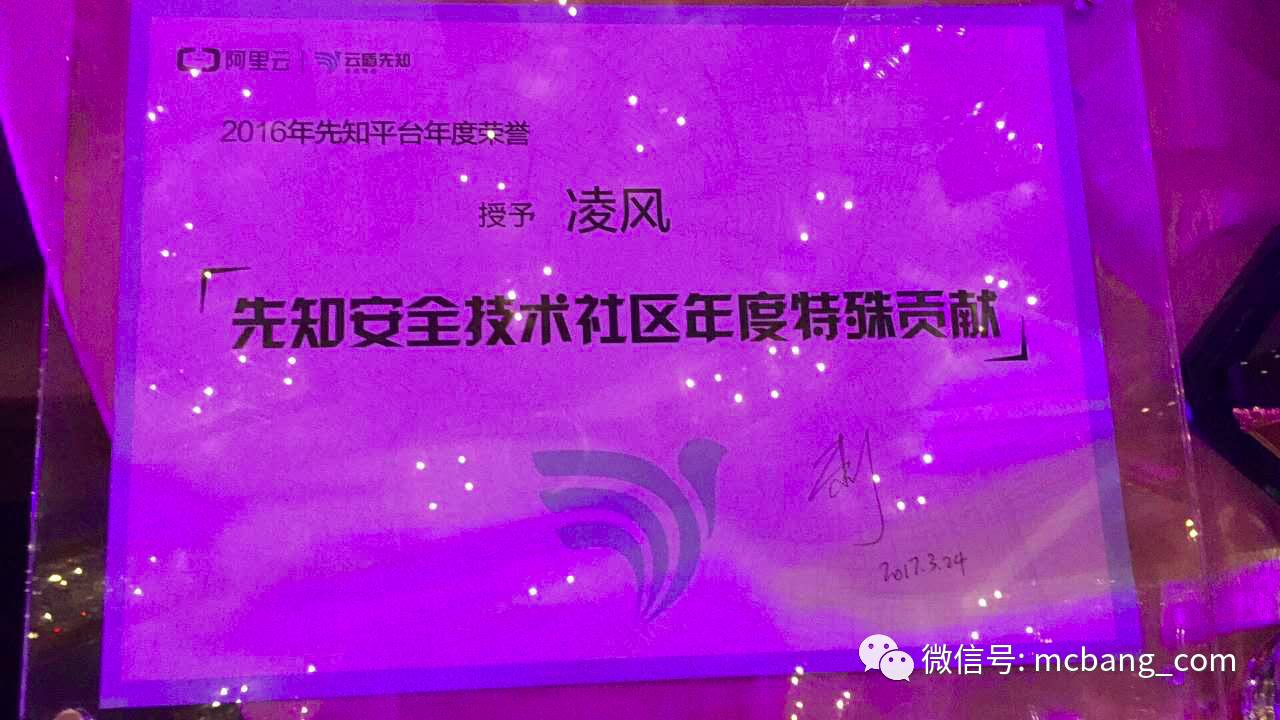 阿里云 | 云盾先知
2016年先知平台年度荣誉
授予 凌风
「先知安全技术社区年度特殊贡献」
2017.3.24
微信号: mcbang_com